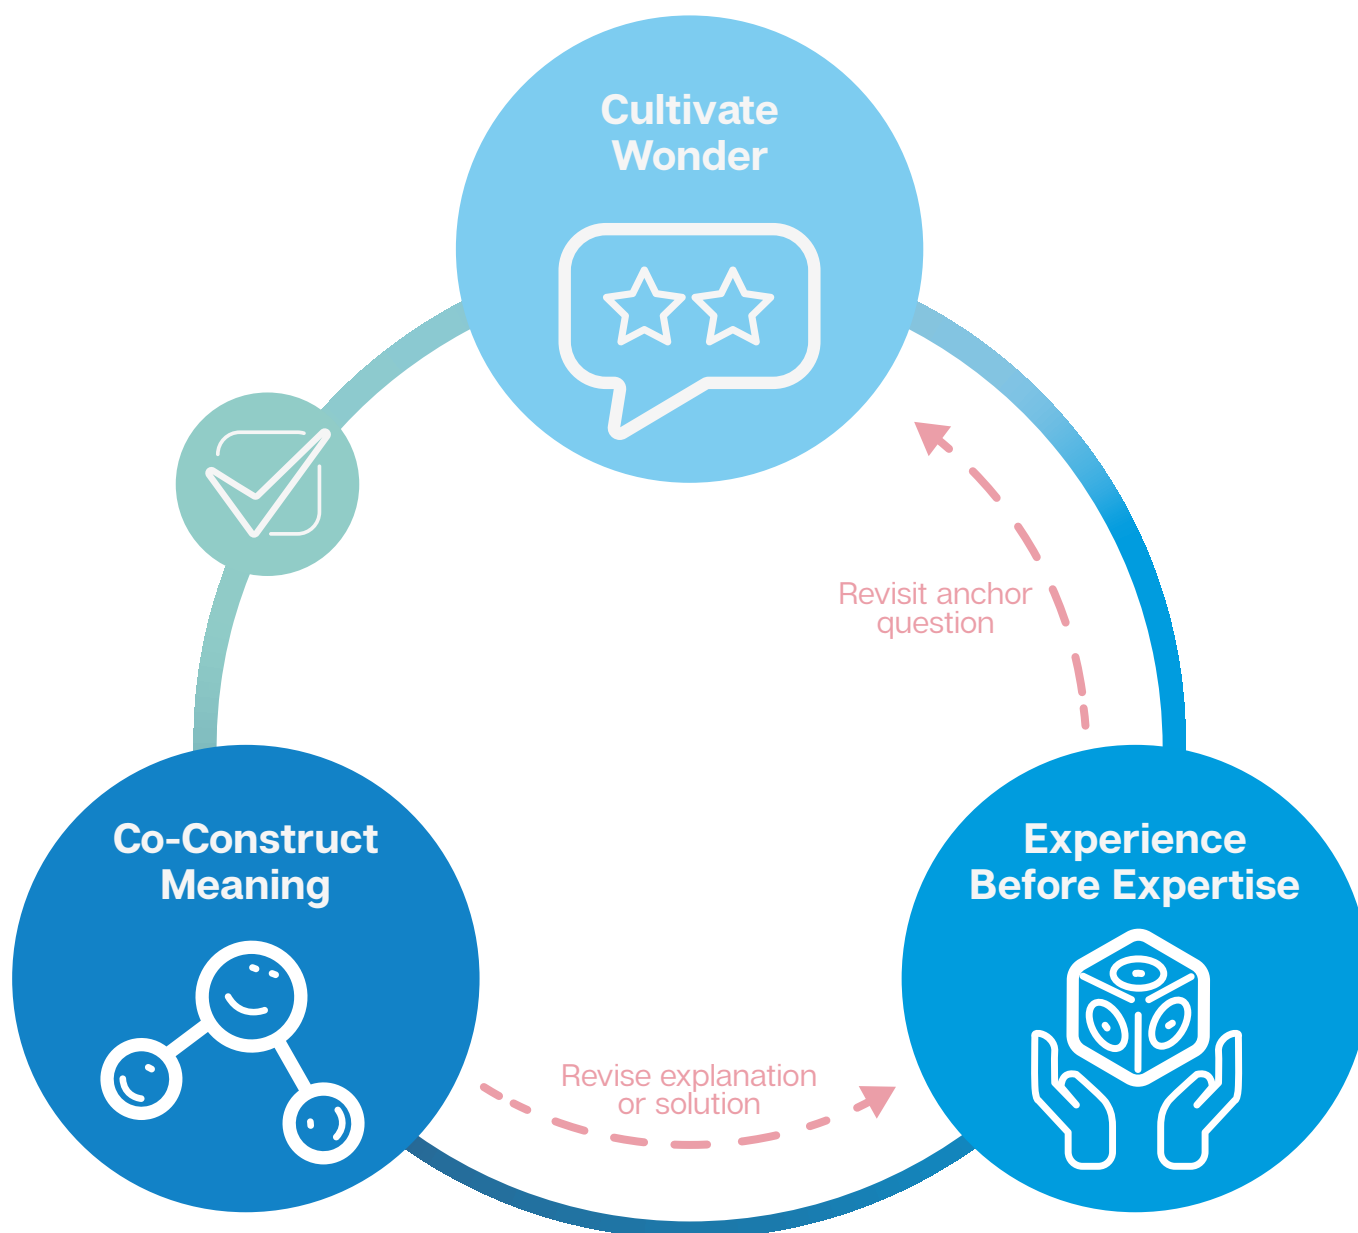 Cultivate
Wonder
Revisit anchor
question
Co-Construct
Meaning
Experience
Before Expertise
Revise explanation
or solution